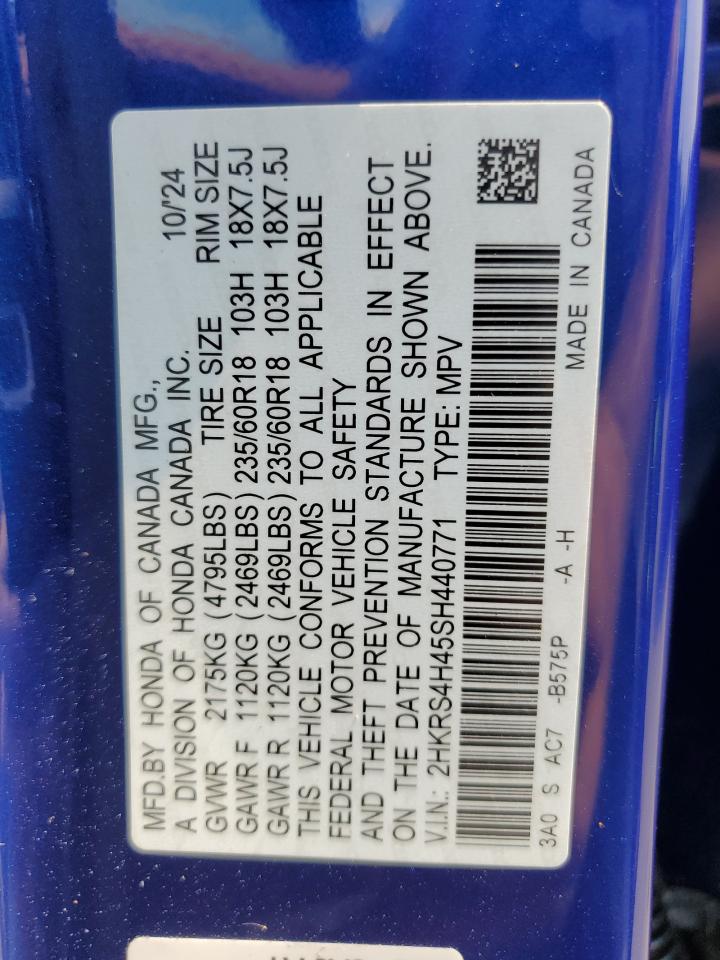 MFD.BY HONDA OF CANADA MFG.,
A DIVISION OF HONDA CANADA INC. 10/'24
GVWR 2175KG (4795LBS) TIRE SIZE RIM SIZE
GAWR F 1120KG (2469LBS) 235/60R18 103H 18X7.5J
GAWR R 1120KG (2469LBS) 235/60R18 103H 18X7.5J
THIS VEHICLE CONFORMS TO ALL APPLICABLE
FEDERAL MOTOR VEHICLE SAFETY
AND THEFT PREVENTION STANDARDS IN EFFECT
ON THE DATE OF MANUFACTURE SHOWN ABOVE.
V.I.N.: 2HKRS4H45SH440771 TYPE: MPV
3A0 S AC7 -B575P -A -H
MADE IN CANADA